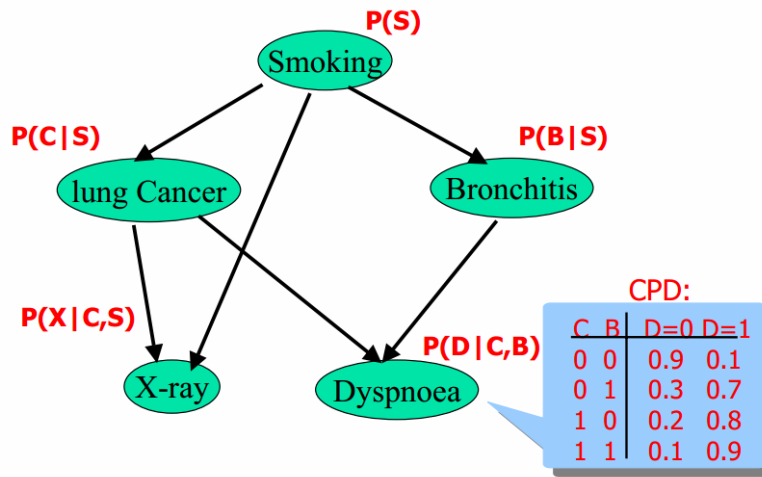 P(S)
Smoking
P(C|S)
P(B|S)
lung Cancer
Bronchitis
CPD:
P(X|C,S)
P(D|C,B)
C B D=0 D=1
0 0 0.9 0.1
0 1 0.3 0.7
1 0 0.2 0.8
1 1 0.1 0.9
X-ray
Dyspnoea